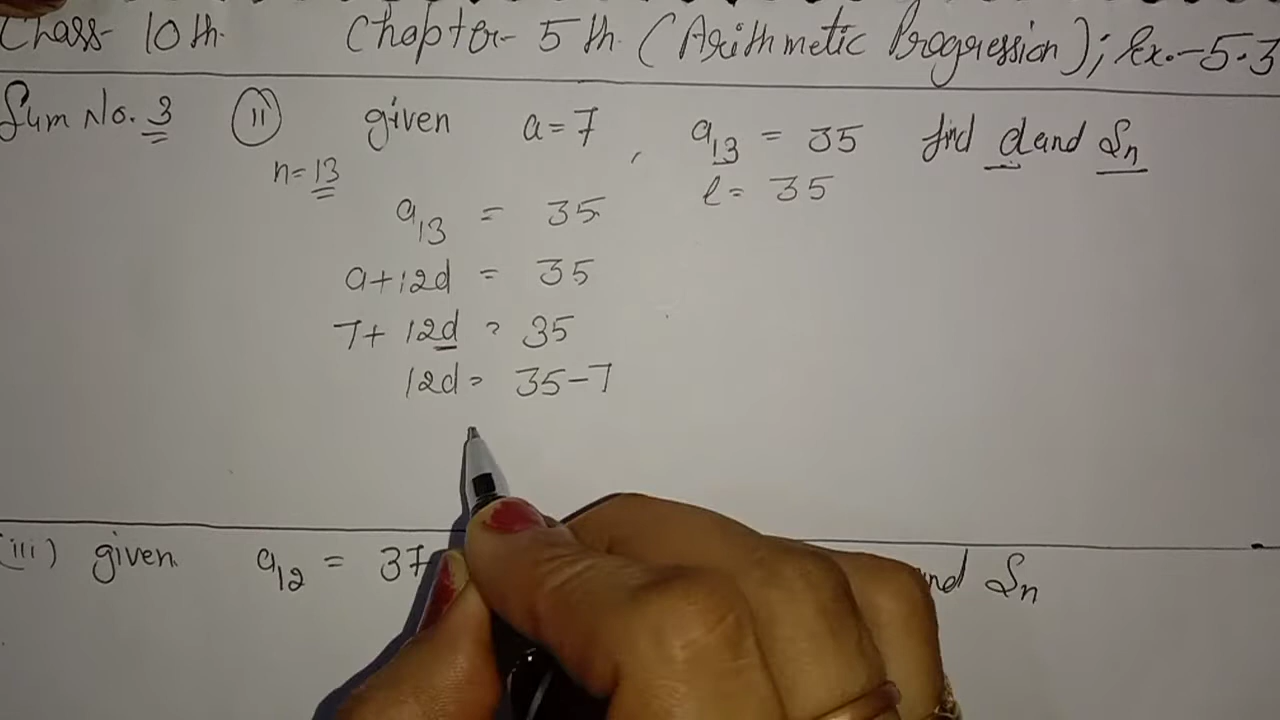 Class- 10th. Chapter- 5th. (Arithmetic Progression); Ex.-5.3
Sum No. 3 (ii) given a=7, a13 = 35 find d and Sn
n=13 l= 35
a13 = 35
a+12d = 35
7+ 12d = 35
12d= 35-7
(iii) given a12 = 37 and Sn